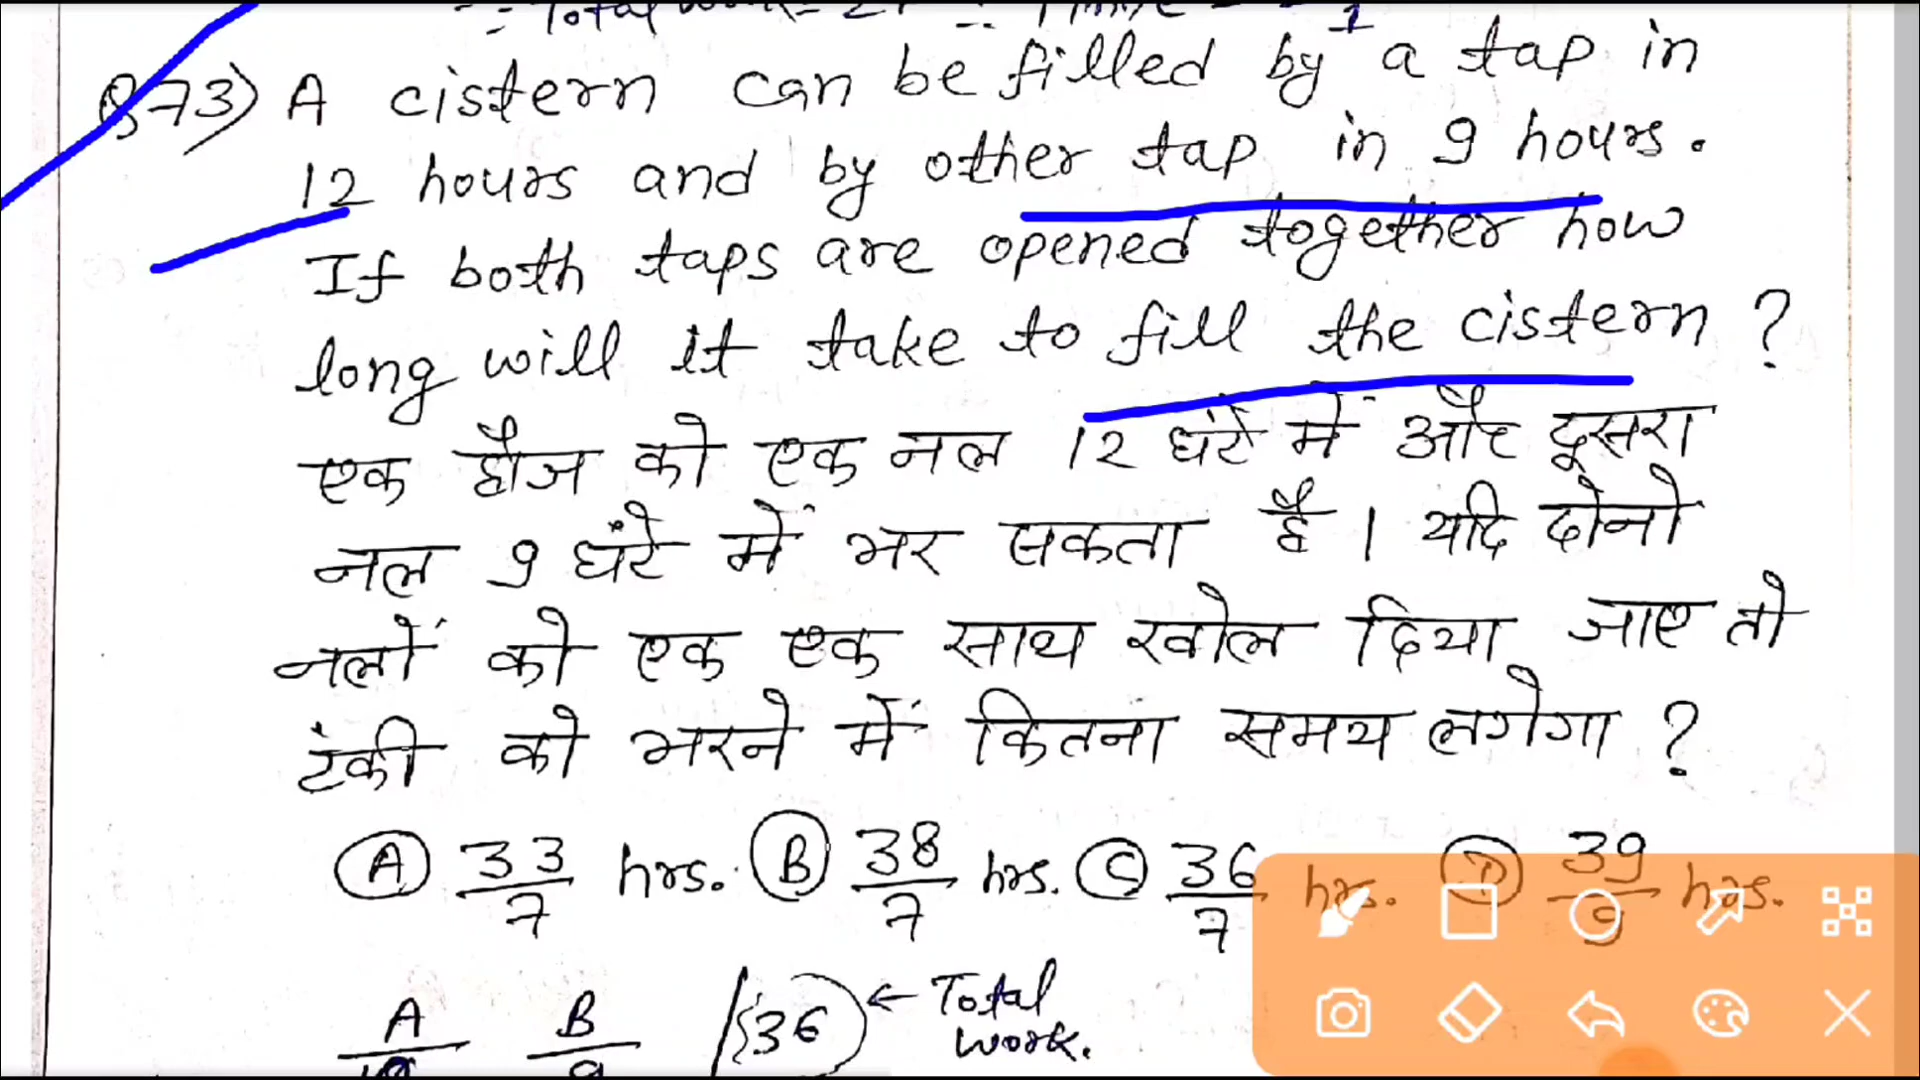 Q73) A cistern can be filled by a tap in
12 hours and by other tap in 9 hours.
If both taps are opened together how
long will it take to fill the cistern ?
एक हौज को एक नल 12 घंटे में और दूसरा
नल 9 घंटे में भर सकता है । यदि दोनो
नलों को एक एक साथ खोल दिया जाए तो
टंकी को भरने में कितना समय लगेगा ?
(A) 33/7 hrs. (B) 38/7 hrs. (C) 36/7 hrs. (D) 39/9 hrs.
A B 36 ← Total
work.